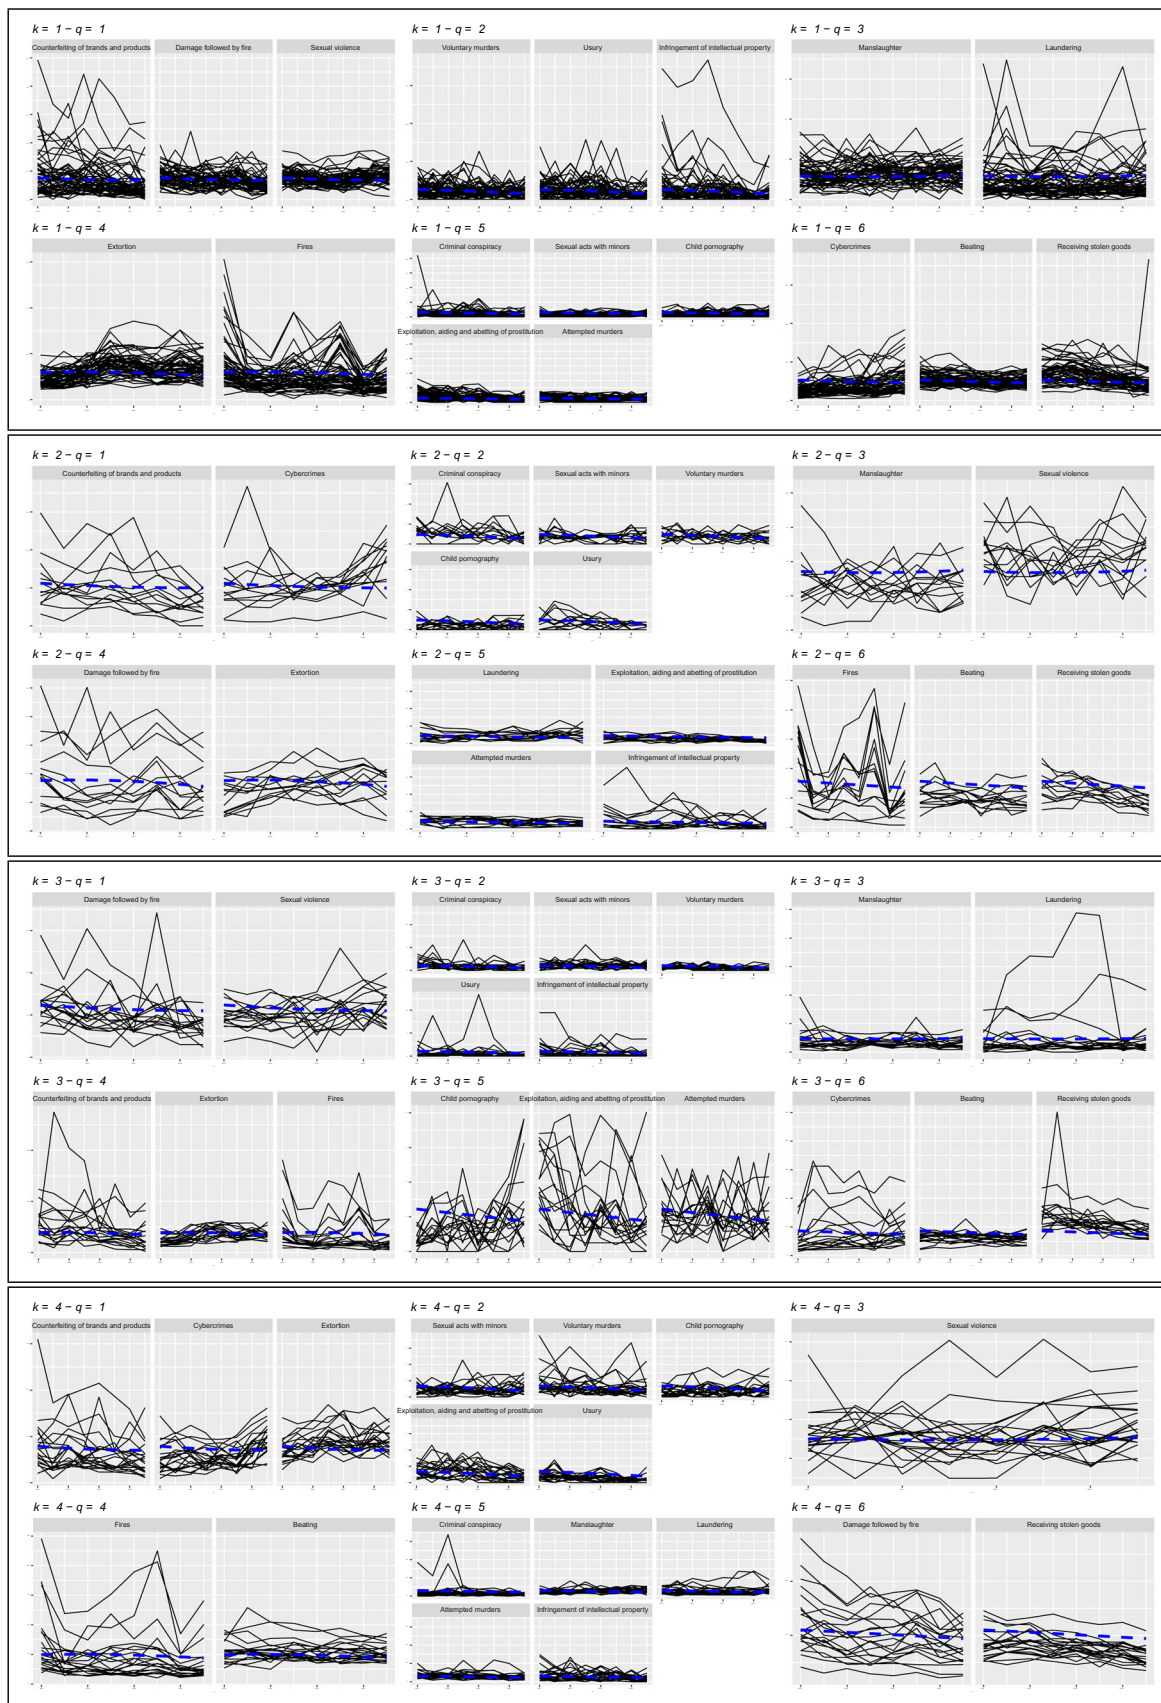 k = 1 − q = 1
k = 1 − q = 2
k = 1 − q = 3
Counterfeiting of brands and products
Damage followed by fire
Sexual violence
Voluntary murders
Usury
Infringement of intellectual property
Manslaughter
Laundering
k = 1 − q = 4
k = 1 − q = 5
k = 1 − q = 6
Extortion
Fires
Criminal conspiracy
Sexual acts with minors
Child pornography
Cybercrimes
Beating
Receiving stolen goods
Exploitation, aiding and abetting of prostitution
Attempted murders
k = 2 − q = 1
k = 2 − q = 2
k = 2 − q = 3
Counterfeiting of brands and products
Cybercrimes
Criminal conspiracy
Sexual acts with minors
Voluntary murders
Manslaughter
Sexual violence
Child pornography
Usury
k = 2 − q = 4
k = 2 − q = 5
k = 2 − q = 6
Damage followed by fire
Extortion
Laundering
Exploitation, aiding and abetting of prostitution
Fires
Beating
Receiving stolen goods
Attempted murders
Infringement of intellectual property
k = 3 − q = 1
k = 3 − q = 2
k = 3 − q = 3
Damage followed by fire
Sexual violence
Criminal conspiracy
Sexual acts with minors
Voluntary murders
Manslaughter
Laundering
Usury
Infringement of intellectual property
k = 3 − q = 4
k = 3 − q = 5
k = 3 − q = 6
Counterfeiting of brands and products
Extortion
Fires
Child pornography
Exploitation, aiding and abetting of prostitution
Attempted murders
Cybercrimes
Beating
Receiving stolen goods
k = 4 − q = 1
k = 4 − q = 2
k = 4 − q = 3
Counterfeiting of brands and products
Cybercrimes
Extortion
Sexual acts with minors
Voluntary murders
Child pornography
Sexual violence
Exploitation, aiding and abetting of prostitution
Usury
k = 4 − q = 4
k = 4 − q = 5
k = 4 − q = 6
Fires
Beating
Criminal conspiracy
Manslaughter
Laundering
Damage followed by fire
Receiving stolen goods
Attempted murders
Infringement of intellectual property